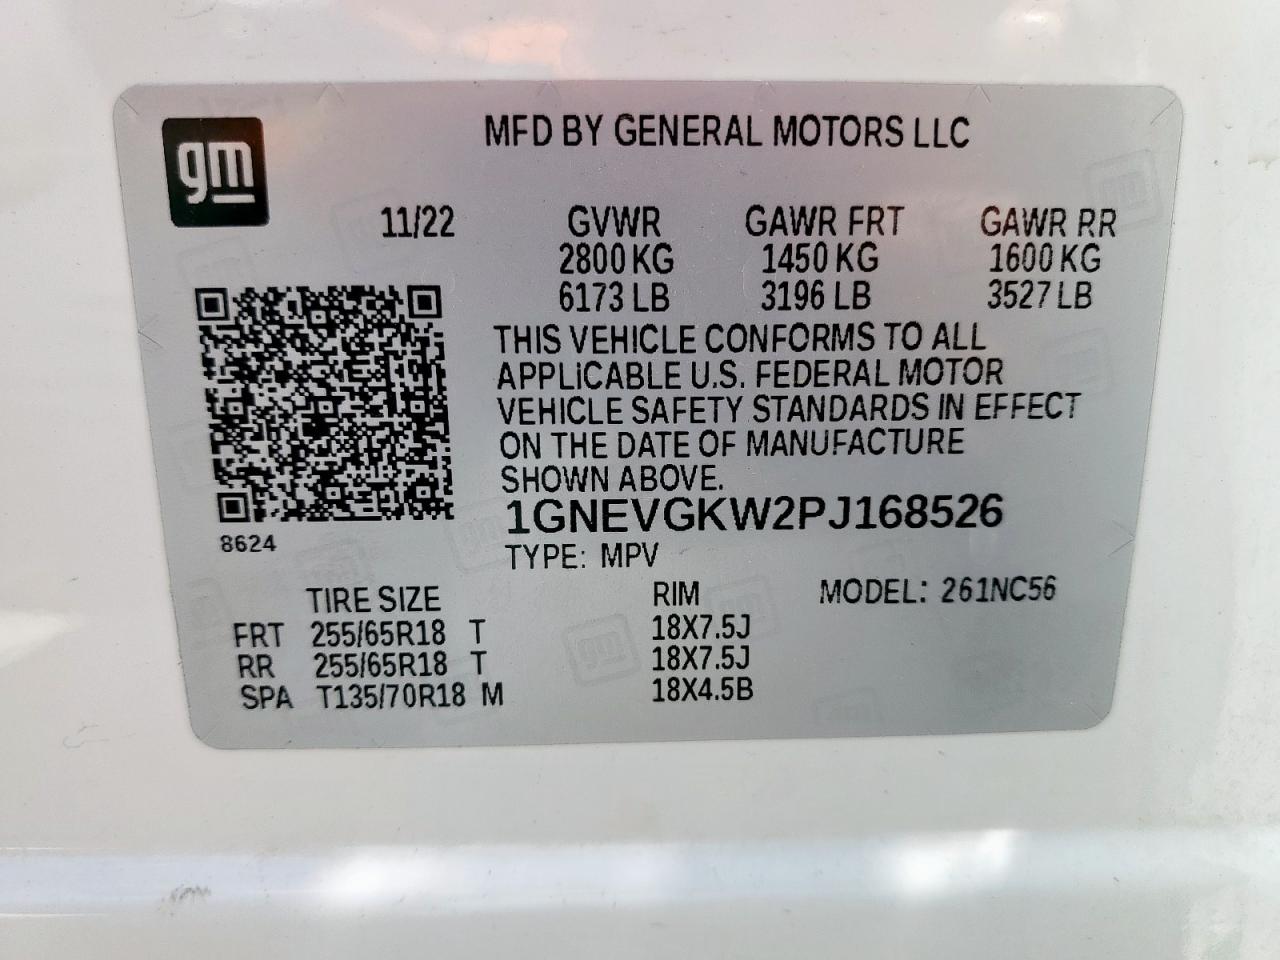 gm
MFD BY GENERAL MOTORS LLC
11/22 GVWR GAWR FRT GAWR RR
2800 KG 1450 KG 1600 KG
6173 LB 3196 LB 3527 LB
THIS VEHICLE CONFORMS TO ALL
APPLICABLE U.S. FEDERAL MOTOR
VEHICLE SAFETY STANDARDS IN EFFECT
ON THE DATE OF MANUFACTURE
SHOWN ABOVE.
1GNEVGKW2PJ168526
8624
TYPE: MPV
TIRE SIZE RIM MODEL: 261NC56
FRT 255/65R18 T 18X7.5J
RR 255/65R18 T 18X7.5J
SPA T135/70R18 M 18X4.5B